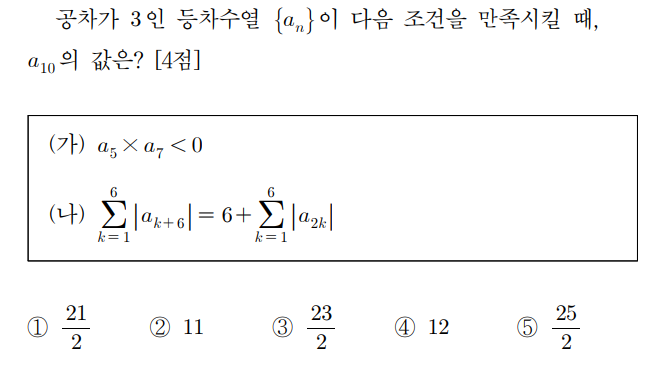 공차가 3인 등차수열 {aₙ}이 다음 조건을 만족시킬 때,
a₁₀의 값은? [4점]
(가) a₅ × a₇ < 0
(나) ∑_{k=1}^{6} |a_{k+6}| = 6 + ∑_{k=1}^{6} |a_{2k}|
① 21/2 ② 11 ③ 23/2 ④ 12 ⑤ 25/2